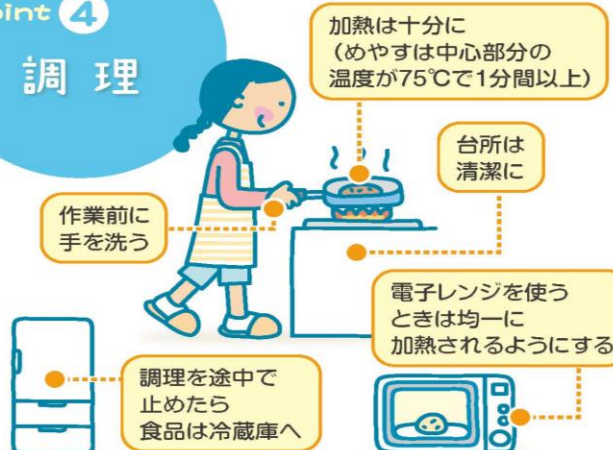 point 4
調理
加熱は十分に
（めやすは中心部分の
温度が75℃で1分間以上）
台所は
清潔に
作業前に
手を洗う
電子レンジを使う
ときは均一に
加熱されるようにする
調理を途中で
止めたら
食品は冷蔵庫へ